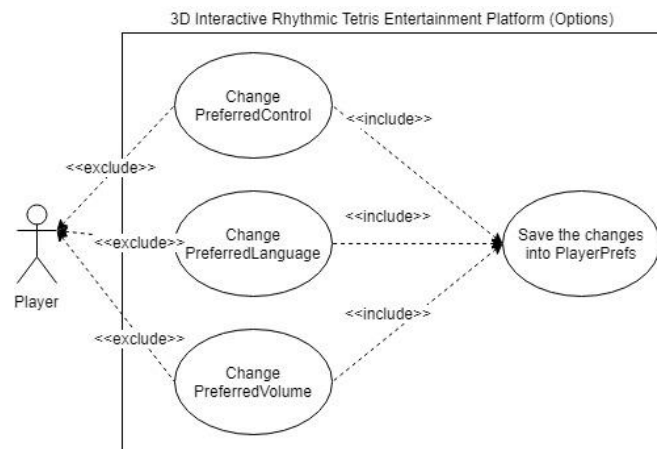 3D Interactive Rhythmic Tetris Entertainment Platform (Options)
Change
PreferredControl
<<include>>
<<exclude>>
Player
<<exclude>>
Change
PreferredLanguage
<<include>>
Save the changes
into PlayerPrefs
<<include>>
<<exclude>>
Change
PreferredVolume